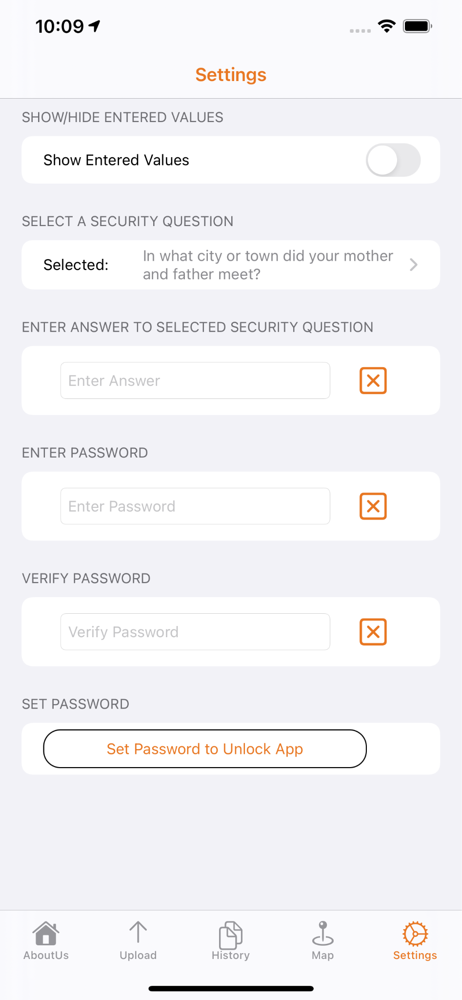 10:09
Settings
SHOW/HIDE ENTERED VALUES
Show Entered Values
SELECT A SECURITY QUESTION
Selected:
In what city or town did your mother
and father meet?
ENTER ANSWER TO SELECTED SECURITY QUESTION
Enter Answer
ENTER PASSWORD
Enter Password
VERIFY PASSWORD
Verify Password
SET PASSWORD
Set Password to Unlock App
AboutUs
Upload
History
Map
Settings